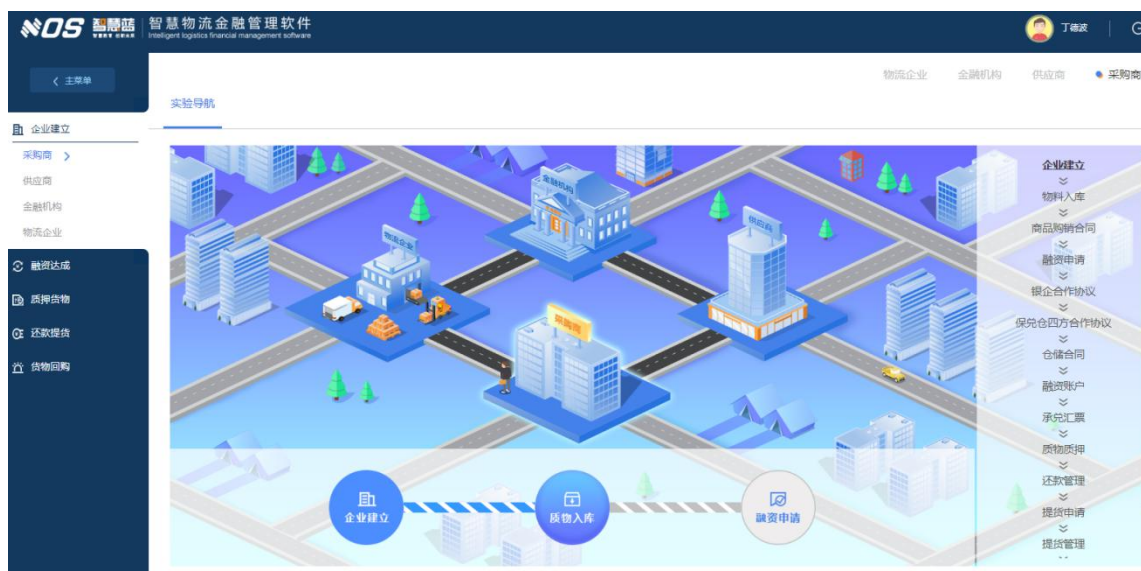 NOS 智慧蓝 智慧物流金融管理软件
Intelligent logistics financial management software
丁德波
主菜单
物流企业 金融机构 供应商 采购商
实验导航
企业建立
采购商
供应商
金融机构
物流企业
融资达成
质押货物
还款提货
货物回购
金融机构
供应商
物流企业
采购商
企业建立
质物入库
融资申请
企业建立
物料入库
商品购销合同
融资申请
银企合作协议
保兑仓四方合作协议
仓储合同
融资账户
承兑汇票
质物质押
还款管理
提货申请
提货管理